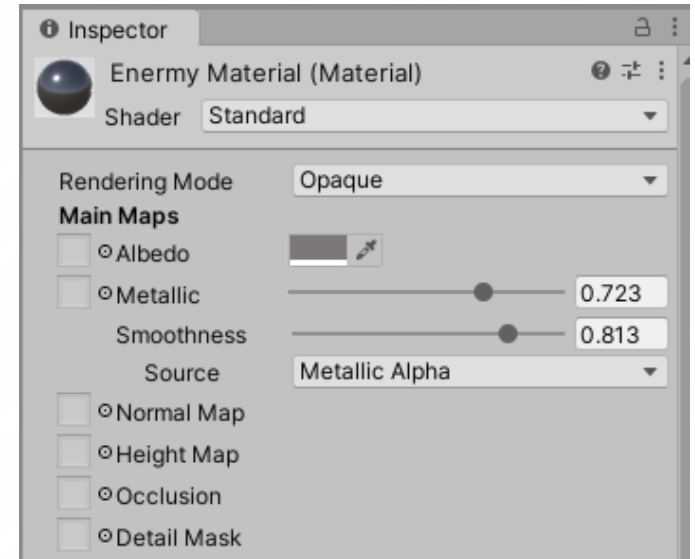 Inspector
Enermy Material (Material)
Shader Standard
Rendering Mode Opaque
Main Maps
Albedo
Metallic 0.723
Smoothness 0.813
Source Metallic Alpha
Normal Map
Height Map
Occlusion
Detail Mask